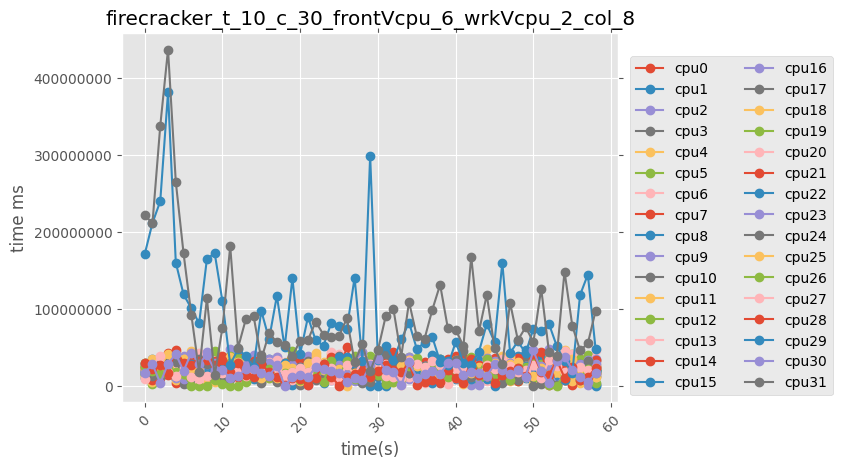 firecracker_t_10_c_30_frontVcpu_6_wrkVcpu_2_col_8
time ms
400000000
300000000
200000000
100000000
0
0 10 20 30 40 50 60
time(s)
cpu0 cpu16
cpu1 cpu17
cpu2 cpu18
cpu3 cpu19
cpu4 cpu20
cpu5 cpu21
cpu6 cpu22
cpu7 cpu23
cpu8 cpu24
cpu9 cpu25
cpu10 cpu26
cpu11 cpu27
cpu12 cpu28
cpu13 cpu29
cpu14 cpu30
cpu15 cpu31